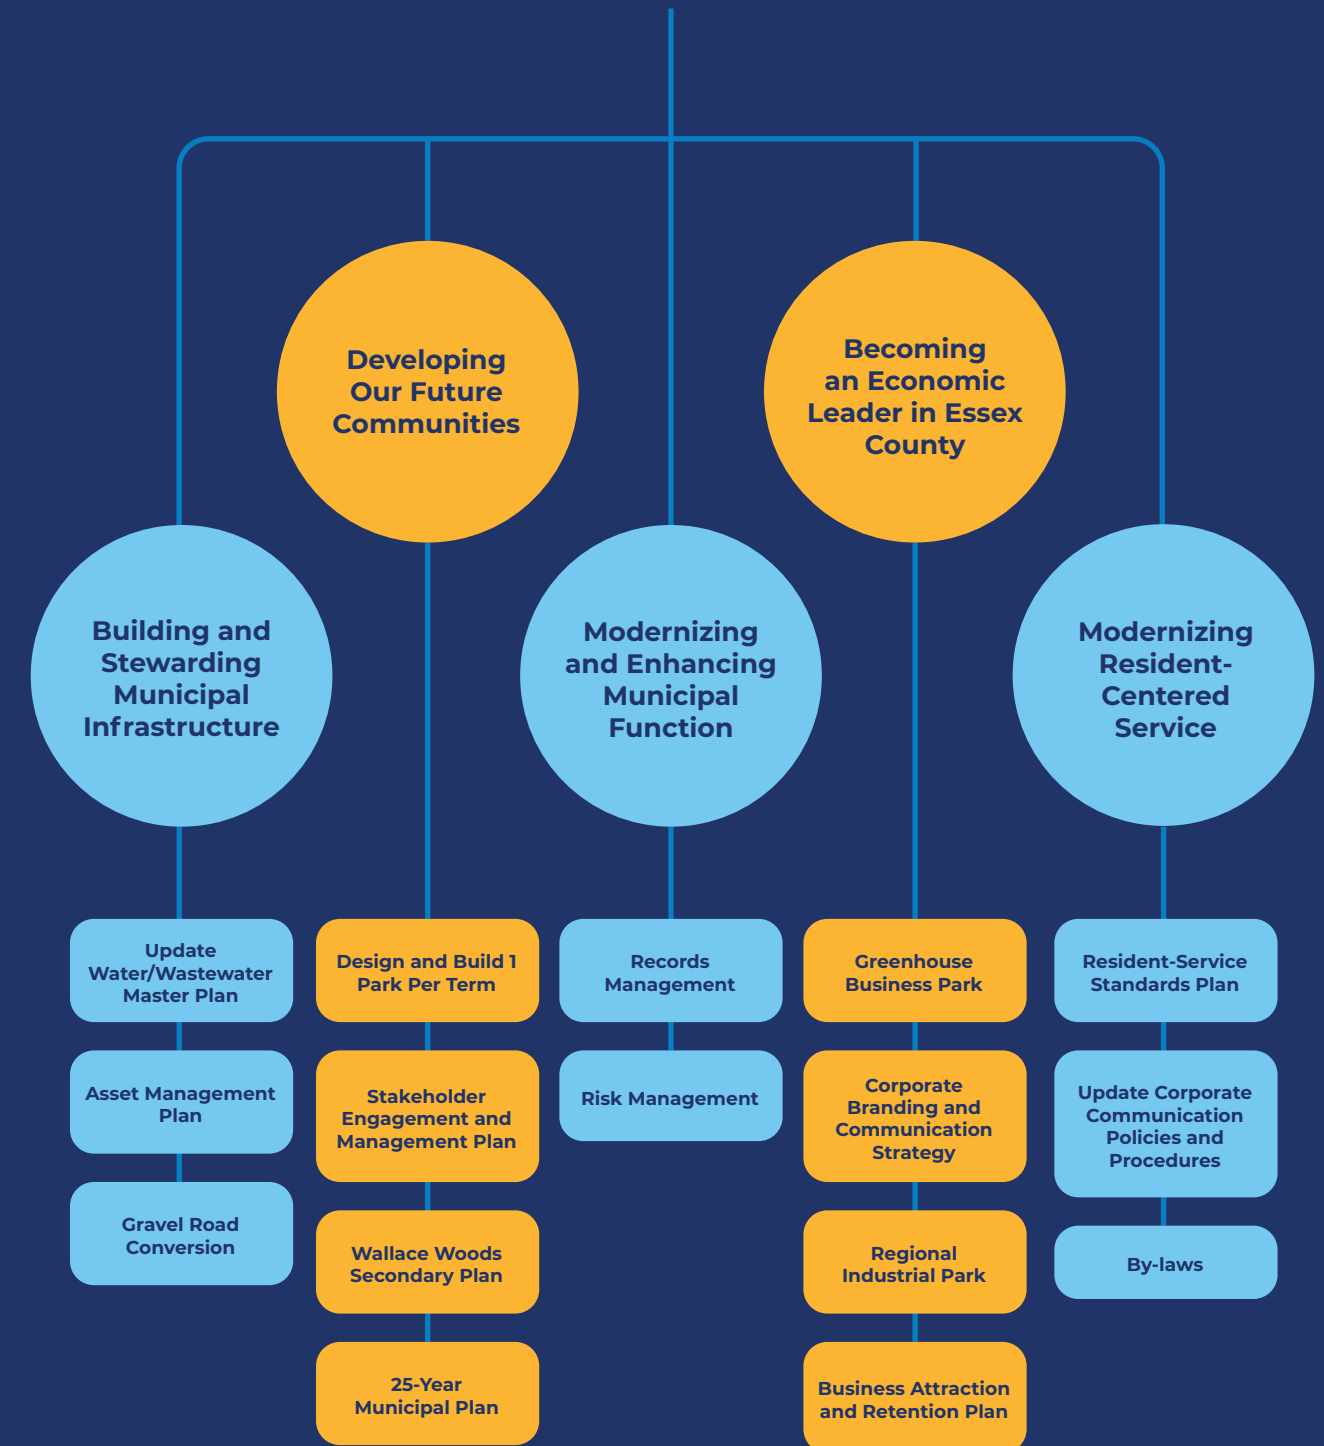 Developing
Our Future
Communities
Becoming
an Economic
Leader in Essex
County
Building and
Stewarding
Municipal
Infrastructure
Modernizing
and Enhancing
Municipal
Function
Modernizing
Resident-
Centered
Service
Update
Water/Wastewater
Master Plan
Asset Management
Plan
Gravel Road
Conversion
Design and Build 1
Park Per Term
Stakeholder
Engagement and
Management Plan
Wallace Woods
Secondary Plan
25-Year
Municipal Plan
Records
Management
Risk Management
Greenhouse
Business Park
Corporate
Branding and
Communication
Strategy
Regional
Industrial Park
Business Attraction
and Retention Plan
Resident-Service
Standards Plan
Update Corporate
Communication
Policies and
Procedures
By-laws